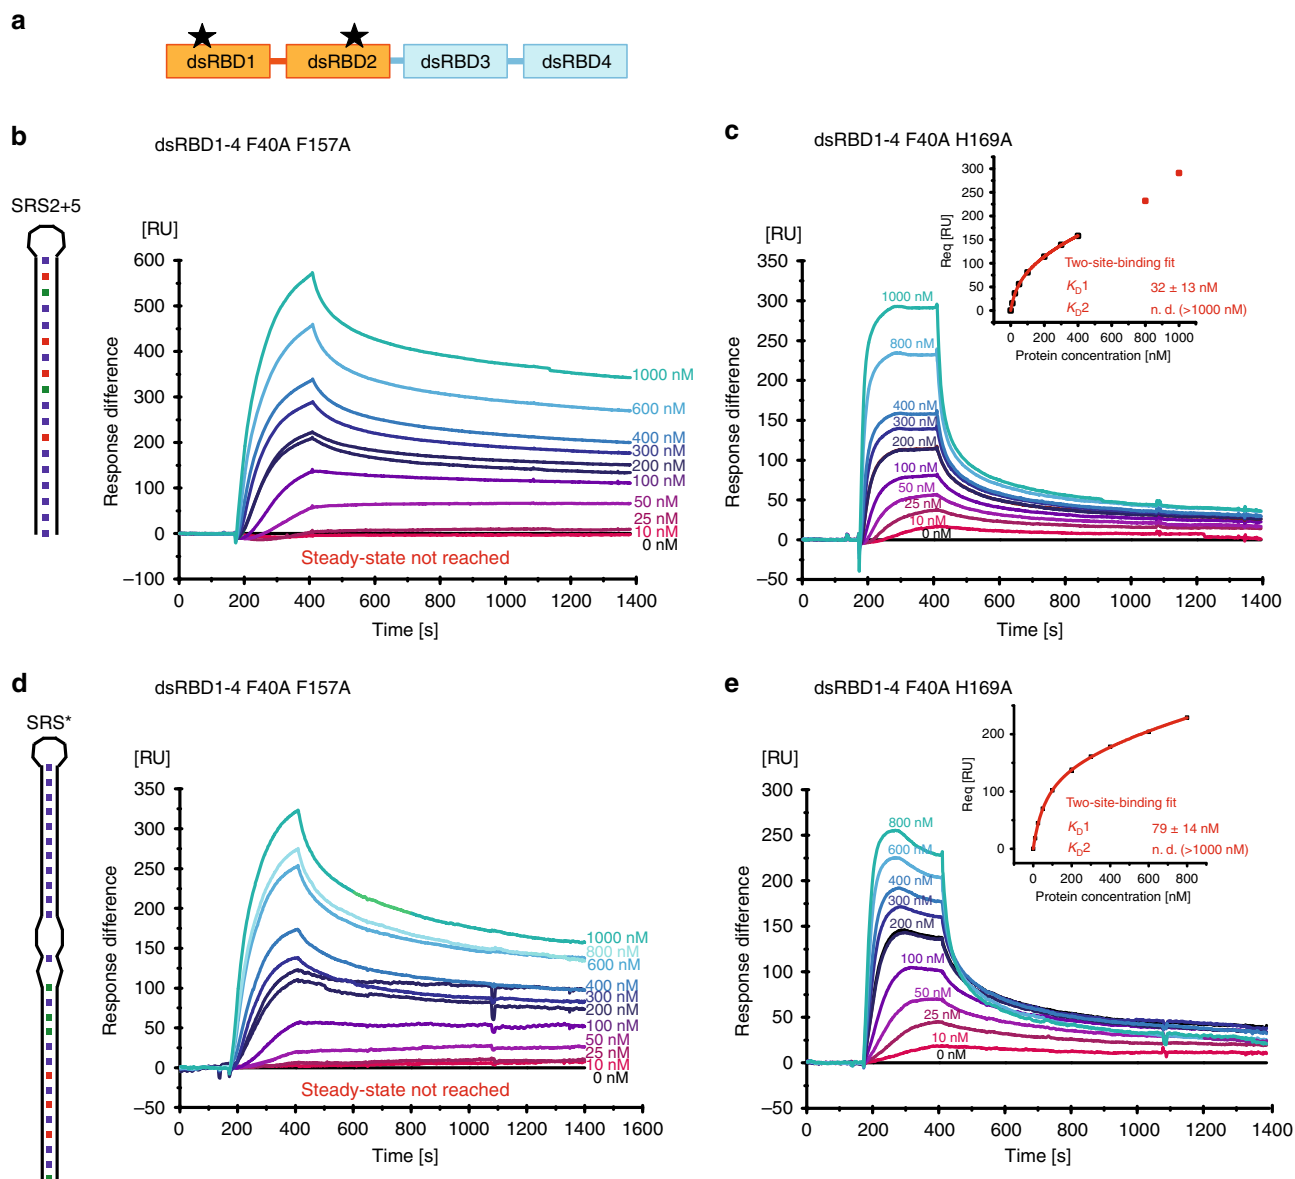 a
dsRBD1 dsRBD2 dsRBD3 dsRBD4
b
dsRBD1-4 F40A F157A
SRS2+5
[RU]
Response difference
600
500
400
300
200
100
0
–100
1000 nM
600 nM
400 nM
300 nM
200 nM
100 nM
50 nM
25 nM
10 nM
0 nM
Steady-state not reached
0 200 400 600 800 1000 1200 1400
Time [s]
c
dsRBD1-4 F40A H169A
[RU]
Response difference
350
300
250
200
150
100
50
0
–50
1000 nM
800 nM
400 nM
300 nM
200 nM
100 nM
50 nM
25 nM
10 nM
0 nM
0 200 400 600 800 1000 1200 1400
Time [s]
Req [RU]
300
250
200
150
100
50
0
Two-site-binding fit
KD1 32 ± 13 nM
KD2 n. d. (>1000 nM)
0 200 400 600 800 1000
Protein concentration [nM]
d
dsRBD1-4 F40A F157A
SRS*
[RU]
Response difference
350
300
250
200
150
100
50
0
–50
1000 nM
800 nM
600 nM
400 nM
300 nM
200 nM
100 nM
50 nM
25 nM
10 nM
0 nM
Steady-state not reached
0 200 400 600 800 1000 1200 1400 1600
Time [s]
e
dsRBD1-4 F40A H169A
[RU]
Response difference
300
250
200
150
100
50
0
–50
800 nM
600 nM
400 nM
300 nM
200 nM
100 nM
50 nM
25 nM
10 nM
0 nM
0 200 400 600 800 1000 1200 1400
Time [s]
Req [RU]
200
100
0
Two-site-binding fit
KD1 79 ± 14 nM
KD2 n. d. (>1000 nM)
0 200 400 600 800
Protein concentration [nM]